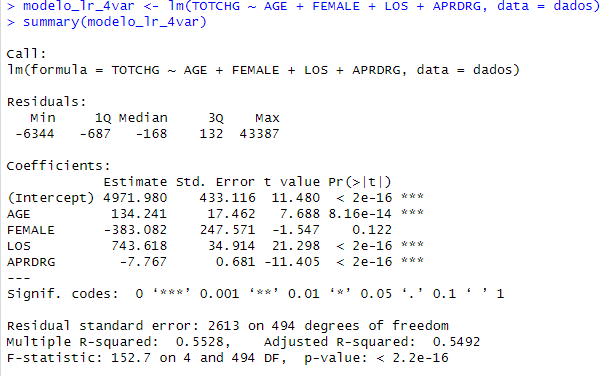 > modelo_lr_4var <- lm(TOTCHG ~ AGE + FEMALE + LOS + APRDRG, data = dados)
> summary(modelo_lr_4var)

Call:
lm(formula = TOTCHG ~ AGE + FEMALE + LOS + APRDRG, data = dados)

Residuals:
   Min     1Q Median     3Q    Max
 -6344   -687   -168    132  43387

Coefficients:
            Estimate Std. Error t value Pr(>|t|)
(Intercept) 4971.980    433.116  11.480  < 2e-16 ***
AGE          134.241     17.462   7.688 8.16e-14 ***
FEMALE      -383.082    247.571  -1.547    0.122
LOS          743.618     34.914  21.298  < 2e-16 ***
APRDRG        -7.767      0.681 -11.405  < 2e-16 ***
---
Signif. codes:  0 ‘***’ 0.001 ‘**’ 0.01 ‘*’ 0.05 ‘.’ 0.1 ‘ ’ 1

Residual standard error: 2613 on 494 degrees of freedom
Multiple R-squared:  0.5528,    Adjusted R-squared:  0.5492
F-statistic: 152.7 on 4 and 494 DF,  p-value: < 2.2e-16